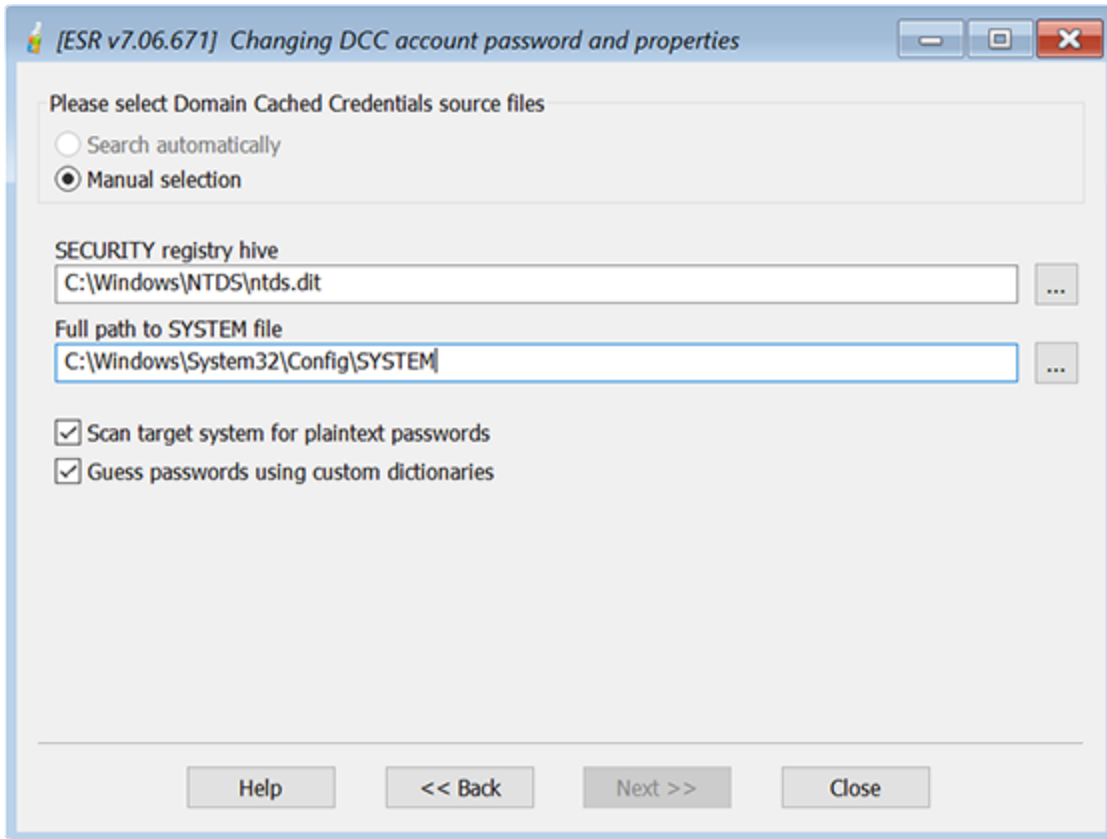 [ESR v7.06.671] Changing DCC account password and properties
Please select Domain Cached Credentials source files
Search automatically
Manual selection
SECURITY registry hive
C:\Windows\NTDS\ntds.dit
...
Full path to SYSTEM file
C:\Windows\System32\Config\SYSTEM
...
Scan target system for plaintext passwords
Guess passwords using custom dictionaries
Help
<< Back
Next >>
Close